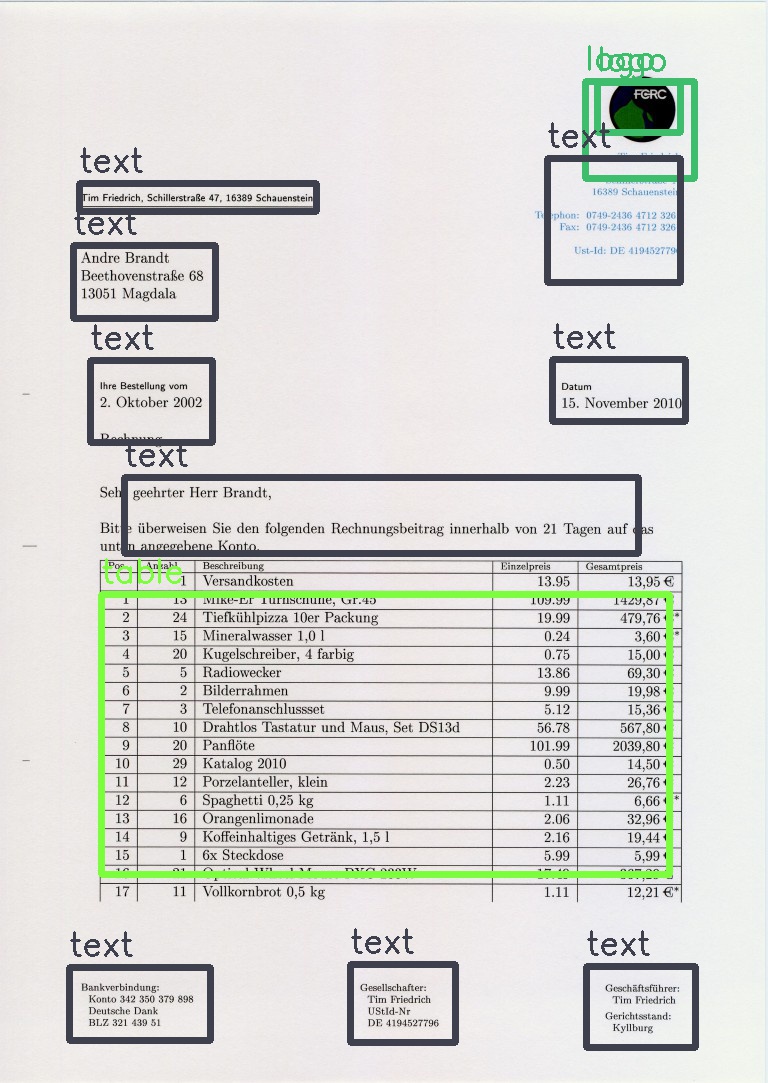 logo
logo
FCRC
text
text
Tim Friedrich, Schillerstraße 47, 16389 Schauenstein
16389 Schauenstein
text
Telephon: 0749-2436 4712 326
Fax: 0749-2436 4712 326
Ust-Id: DE 4194527796
Andre Brandt
Beethovenstraße 68
13051 Magdala
text
text
Ihre Bestellung vom
2. Oktober 2002
Datum
15. November 2010
Rechnung
text
Sehr geehrter Herr Brandt,
Bitte überweisen Sie den folgenden Rechnungsbeitrag innerhalb von 21 Tagen auf das
unten angegebene Konto.
table
Pos. Anzahl Beschreibung Einzelpreis Gesamtpreis
1 Versandkosten 13.95 13,95 €
1 13 Mike-Er Turnschuhe, Gr.45 109.99 1429,87 €
2 24 Tiefkühlpizza 10er Packung 19.99 479,76 €*
3 15 Mineralwasser 1,0 l 0.24 3,60 €*
4 20 Kugelschreiber, 4 farbig 0.75 15,00 €
5 5 Radiowecker 13.86 69,30 €
6 2 Bilderrahmen 9.99 19,98 €
7 3 Telefonanschlussset 5.12 15,36 €
8 10 Drahtlos Tastatur und Maus, Set DS13d 56.78 567,80 €
9 20 Panflöte 101.99 2039,80 €
10 29 Katalog 2010 0.50 14,50 €
11 12 Porzelanteller, klein 2.23 26,76 €
12 6 Spaghetti 0,25 kg 1.11 6,66 €*
13 16 Orangenlimonade 2.06 32,96 €
14 9 Koffeinhaltiges Getränk, 1,5 l 2.16 19,44 €
15 1 6x Steckdose 5.99 5,99 €
17 11 Vollkornbrot 0,5 kg 1.11 12,21 €*
text
text
text
Bankverbindung:
Konto 342 350 379 898
Deutsche Dank
BLZ 321 439 51
Gesellschafter:
Tim Friedrich
UStId-Nr
DE 4194527796
Geschäftsführer:
Tim Friedrich
Gerichtsstand:
Kyllburg